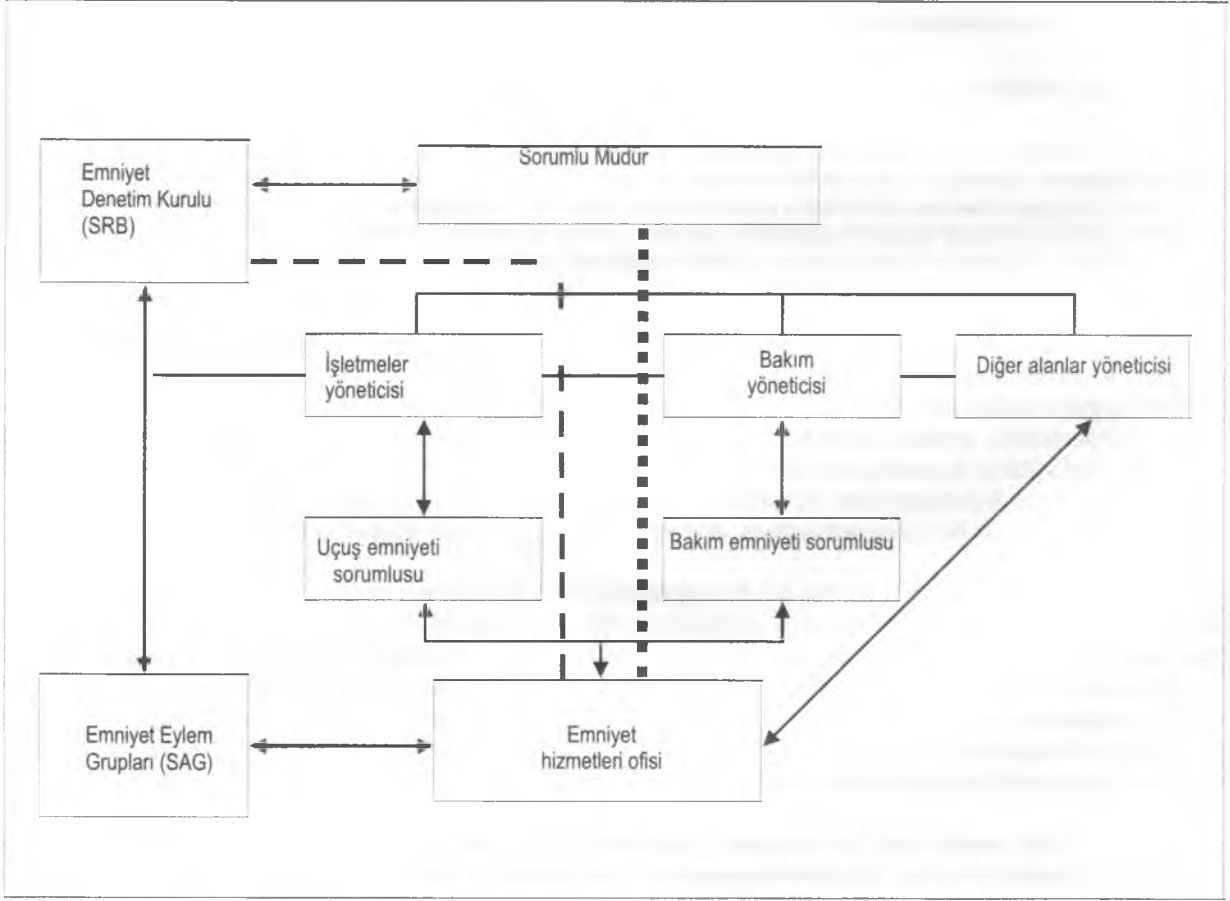 Emniyet
Denetim Kurulu
(SRB)
Sorumlu Müdür
İşletmeler
yöneticisi
Bakım
yöneticisi
Diğer alanlar yöneticisi
Uçuş emniyeti
sorumlusu
Bakım emniyeti sorumlusu
Emniyet Eylem
Grupları (SAG)
Emniyet
hizmetleri ofisi